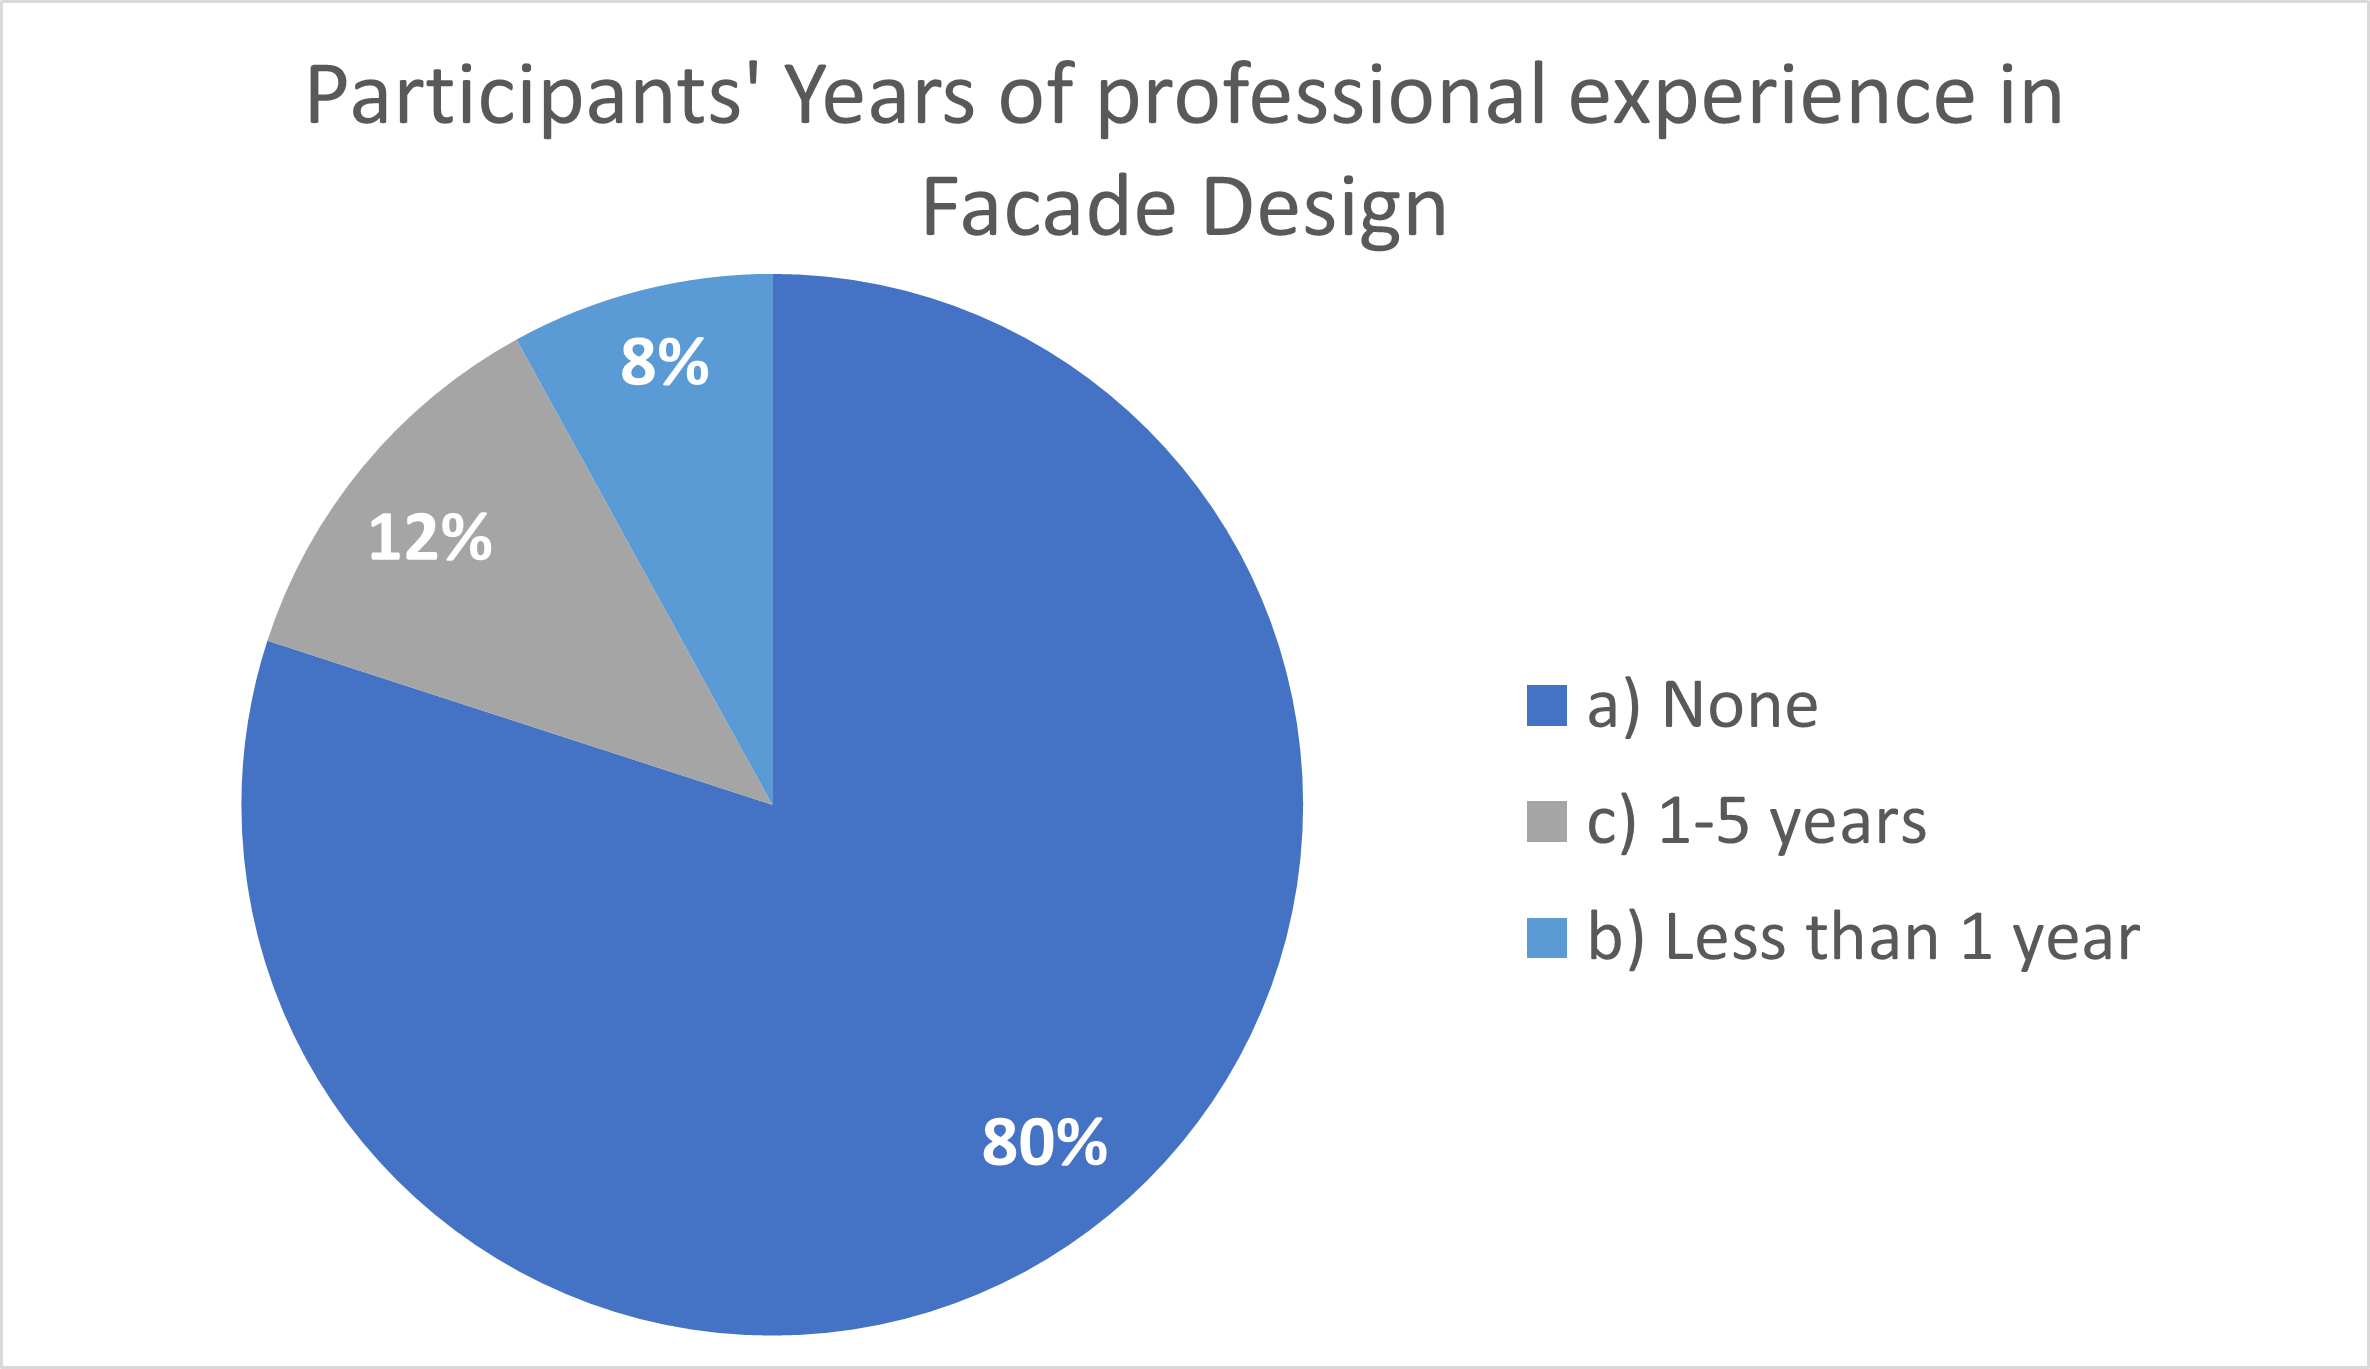 Participants' Years of professional experience in
Facade Design
8%
12%
80%
a) None
c) 1-5 years
b) Less than 1 year